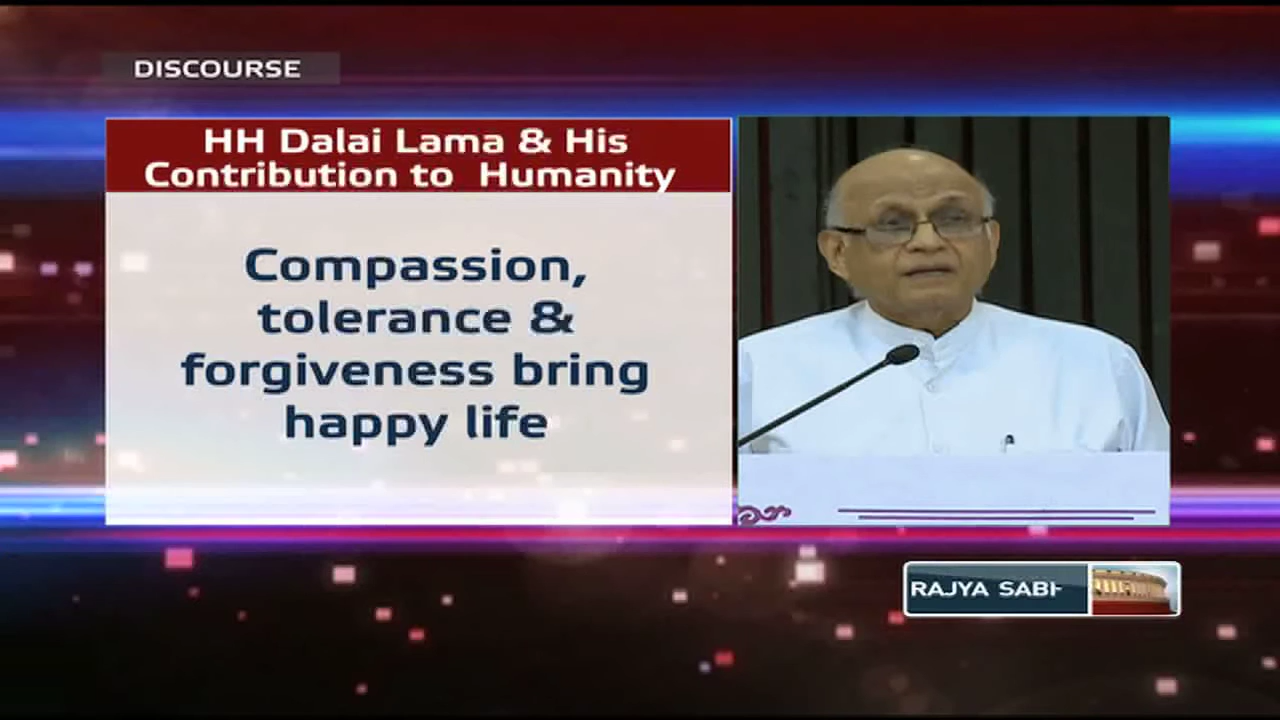 DISCOURSE
HH Dalai Lama & His
Contribution to Humanity
Compassion,
tolerance &
forgiveness bring
happy life
RAJYA SABH